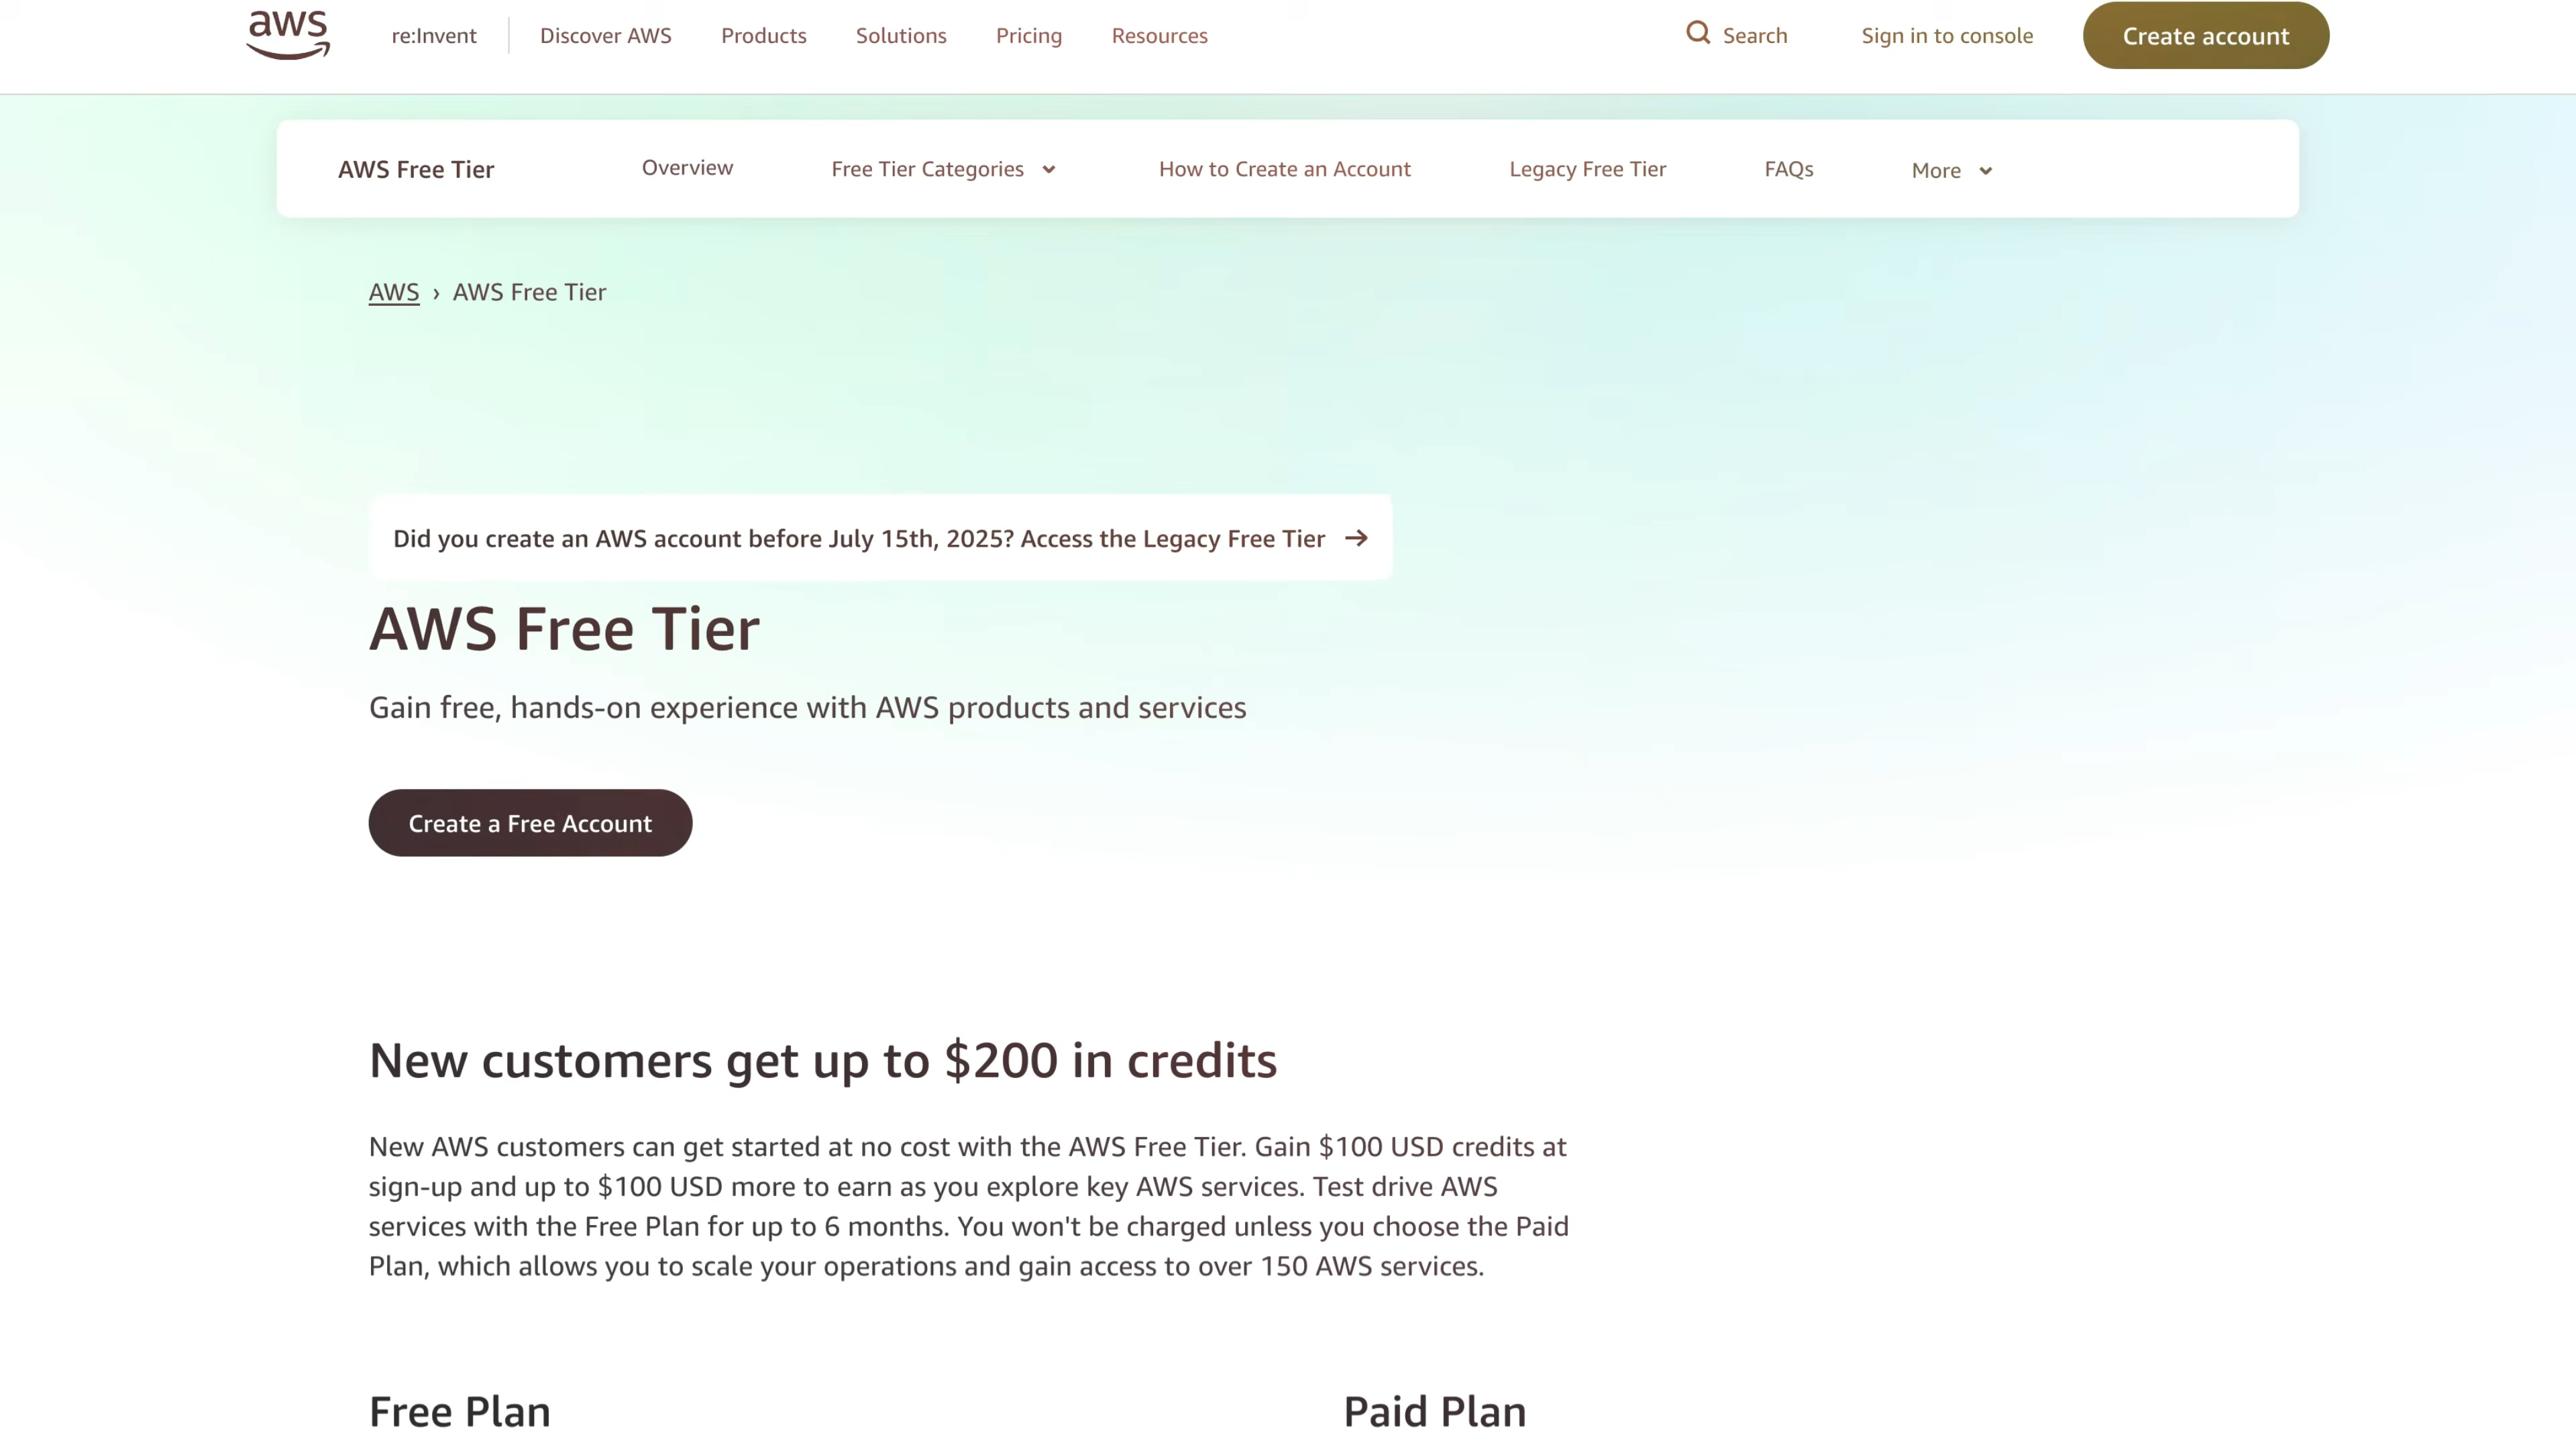 aws
re:Invent
Discover AWS
Products
Solutions
Pricing
Resources
Search
Sign in to console
Create account
AWS Free Tier
Overview
Free Tier Categories
How to Create an Account
Legacy Free Tier
FAQs
More
AWS › AWS Free Tier
Did you create an AWS account before July 15th, 2025? Access the Legacy Free Tier →
AWS Free Tier
Gain free, hands-on experience with AWS products and services
Create a Free Account
New customers get up to $200 in credits
New AWS customers can get started at no cost with the AWS Free Tier. Gain $100 USD credits at
sign-up and up to $100 USD more to earn as you explore key AWS services. Test drive AWS
services with the Free Plan for up to 6 months. You won't be charged unless you choose the Paid
Plan, which allows you to scale your operations and gain access to over 150 AWS services.
Free Plan
Paid Plan